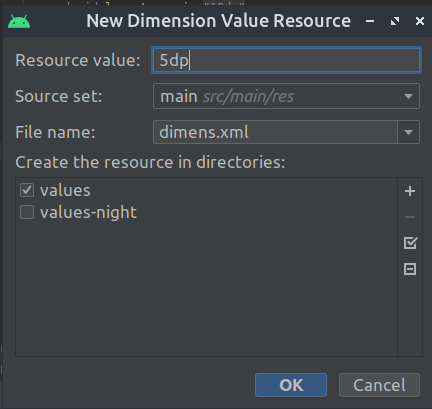 New Dimension Value Resource
Resource value: 5dp
Source set: main src/main/res
File name: dimens.xml
Create the resource in directories:
values
values-night
OK Cancel